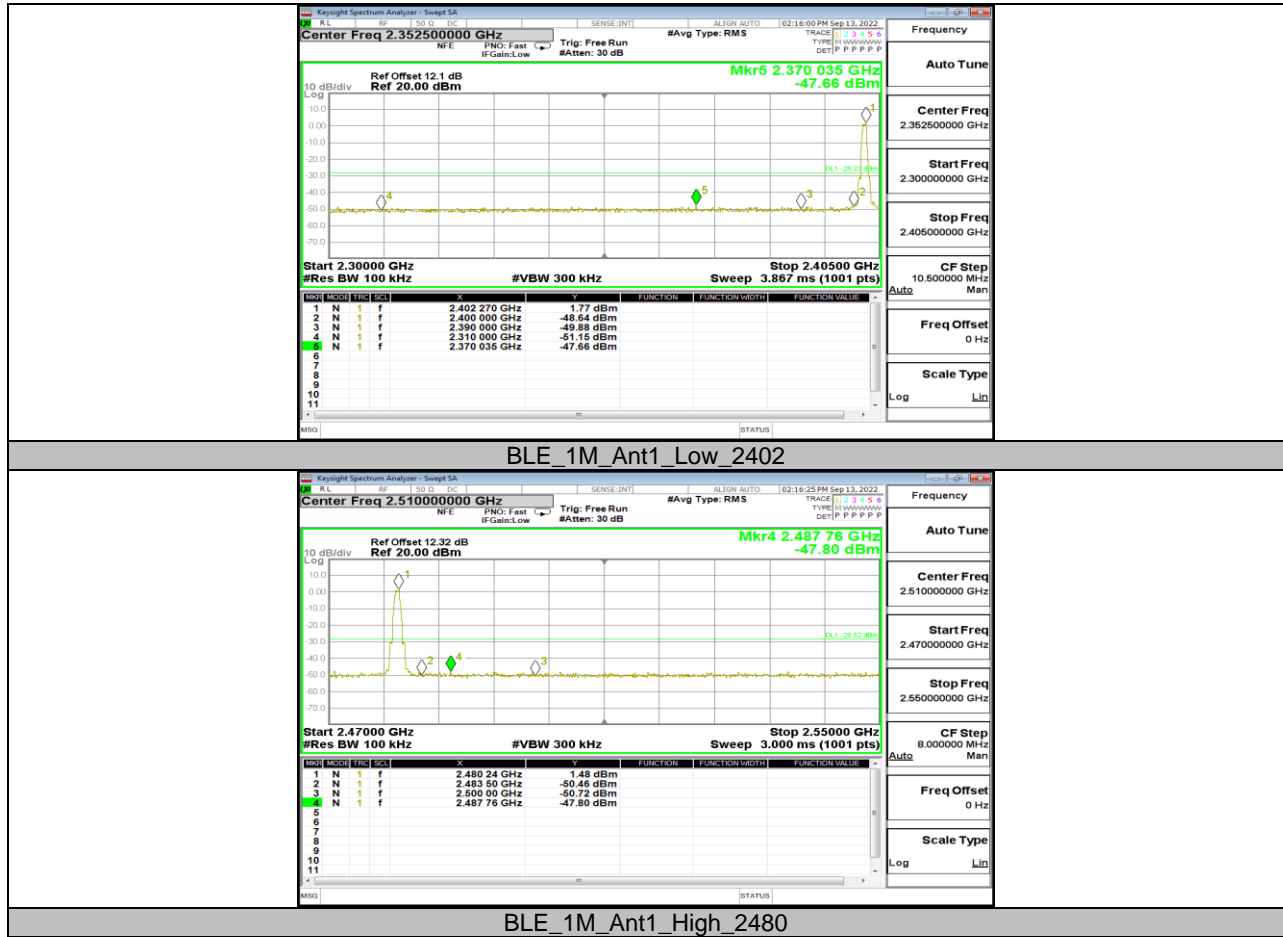 Keysight Spectrum Analyzer - Swept SA
RL RF 50 Ω DC SENSE:INT ALIGN AUTO 02:16:00 PM Sep 13, 2022
Center Freq 2.352500000 GHz
NFE PNO: Fast IFGain:Low
Trig: Free Run
#Atten: 30 dB
#Avg Type: RMS
TRACE 1 2 3 4 5 6
TYPE M W W W W W
DET P P P P P P
Ref Offset 12.1 dB
10 dB/div Ref 20.00 dBm
Log
Mkr5 2.370 035 GHz
-47.66 dBm
10.0
0.00
-10.0
-20.0
-30.0
-40.0
-50.0
-60.0
-70.0
1
2
3
4
5
Start 2.30000 GHz Stop 2.40500 GHz
#Res BW 100 kHz #VBW 300 kHz Sweep 3.867 ms (1001 pts)
MKR MODE TRC SCL X Y FUNCTION FUNCTION WIDTH FUNCTION VALUE
1 N 1 f 2.402 270 GHz 1.77 dBm
2 N 1 f 2.400 000 GHz -48.64 dBm
3 N 1 f 2.390 000 GHz -49.88 dBm
4 N 1 f 2.310 000 GHz -51.15 dBm
5 N 1 f 2.370 035 GHz -47.66 dBm
6
7
8
9
10
11
MSG STATUS
Frequency
Auto Tune
Center Freq
2.352500000 GHz
Start Freq
2.300000000 GHz
Stop Freq
2.405000000 GHz
CF Step
10.500000 MHz
Auto Man
Freq Offset
0 Hz
Scale Type
Log Lin
BLE_1M_Ant1_Low_2402
Keysight Spectrum Analyzer - Swept SA
RL RF 50 Ω DC SENSE:INT ALIGN AUTO 02:16:25 PM Sep 13, 2022
Center Freq 2.510000000 GHz
NFE PNO: Fast IFGain:Low
Trig: Free Run
#Atten: 30 dB
#Avg Type: RMS
TRACE 1 2 3 4 5 6
TYPE M W W W W W
DET P P P P P P
Ref Offset 12.32 dB
10 dB/div Ref 20.00 dBm
Log
Mkr4 2.487 76 GHz
-47.80 dBm
10.0
0.00
-10.0
-20.0
-30.0
-40.0
-50.0
-60.0
-70.0
1
2
4
3
DL1 -28.52 dBm
Start 2.47000 GHz Stop 2.55000 GHz
#Res BW 100 kHz #VBW 300 kHz Sweep 3.000 ms (1001 pts)
MKR MODE TRC SCL X Y FUNCTION FUNCTION WIDTH FUNCTION VALUE
1 N 1 f 2.480 24 GHz 1.48 dBm
2 N 1 f 2.483 50 GHz -50.46 dBm
3 N 1 f 2.500 00 GHz -50.72 dBm
4 N 1 f 2.487 76 GHz -47.80 dBm
5
6
7
8
9
10
11
MSG STATUS
Frequency
Auto Tune
Center Freq
2.510000000 GHz
Start Freq
2.470000000 GHz
Stop Freq
2.550000000 GHz
CF Step
8.000000 MHz
Auto Man
Freq Offset
0 Hz
Scale Type
Log Lin
BLE_1M_Ant1_High_2480